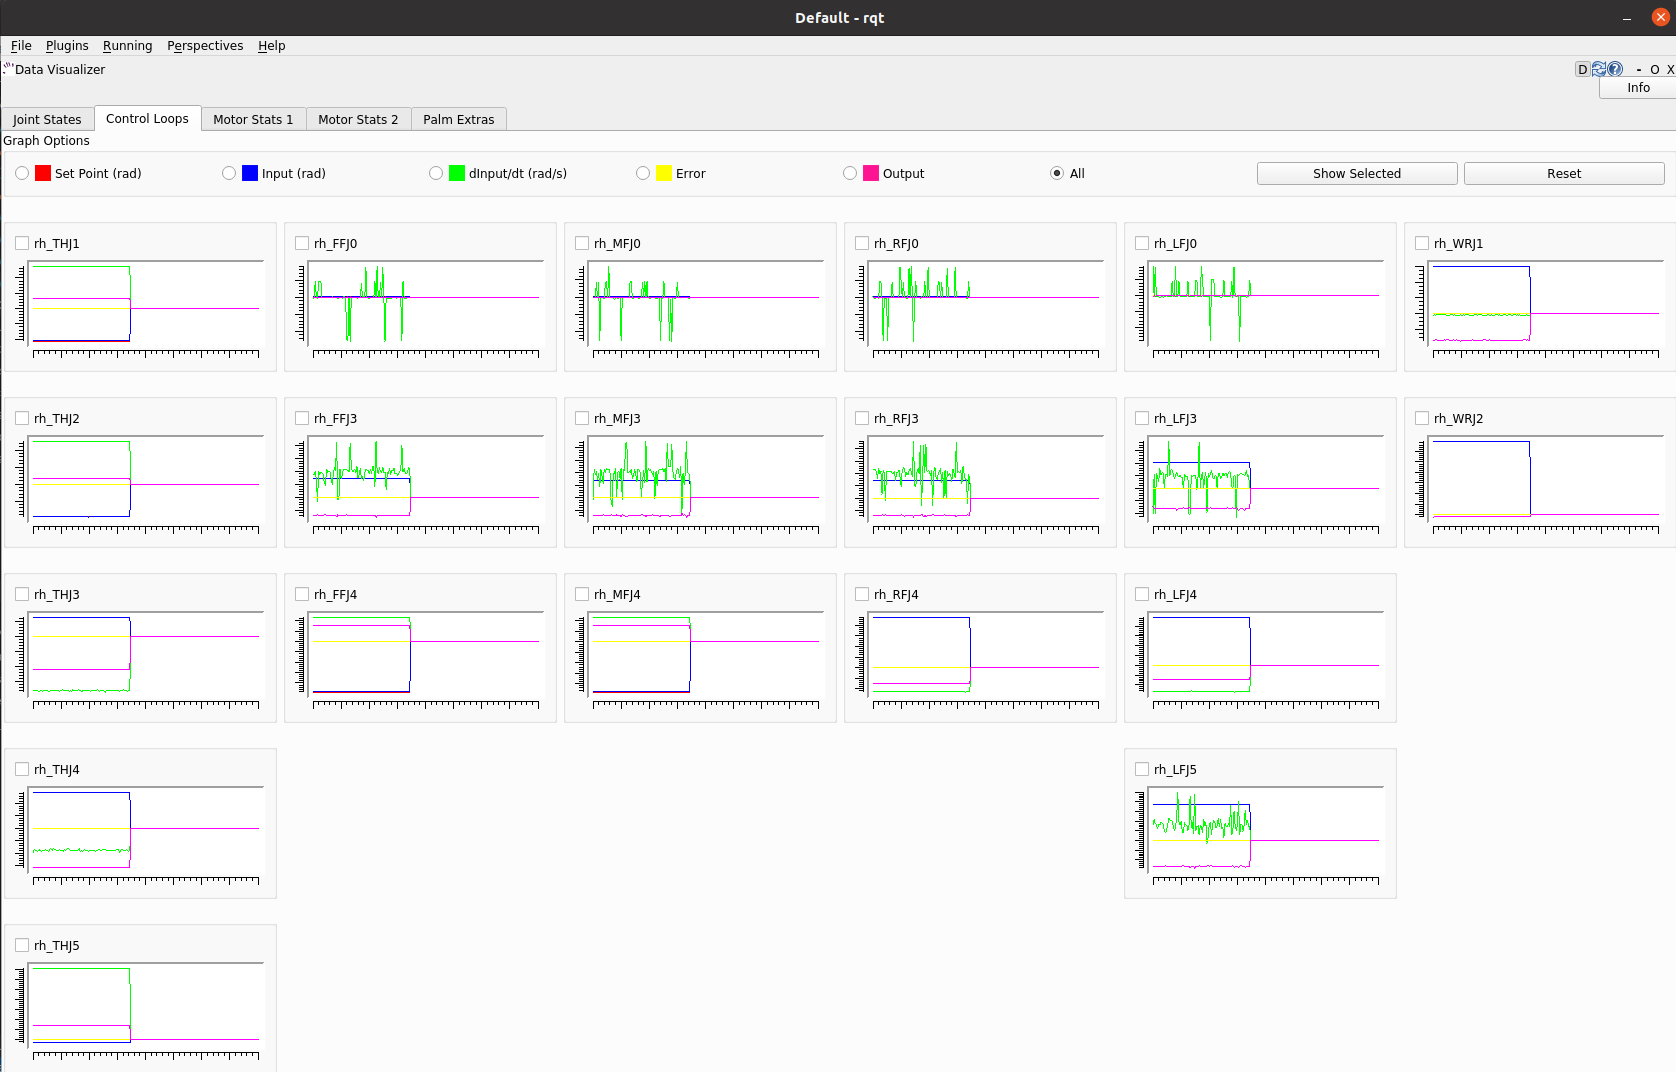 Default - rqt
File Plugins Running Perspectives Help
Data Visualizer D ? - O X
Info
Joint States Control Loops Motor Stats 1 Motor Stats 2 Palm Extras
Graph Options
Set Point (rad) Input (rad) dInput/dt (rad/s) Error Output All Show Selected Reset
rh_THJ1 rh_FFJ0 rh_MFJ0 rh_RFJ0 rh_LFJ0 rh_WRJ1
rh_THJ2 rh_FFJ3 rh_MFJ3 rh_RFJ3 rh_LFJ3 rh_WRJ2
rh_THJ3 rh_FFJ4 rh_MFJ4 rh_RFJ4 rh_LFJ4
rh_THJ4 rh_LFJ5
rh_THJ5